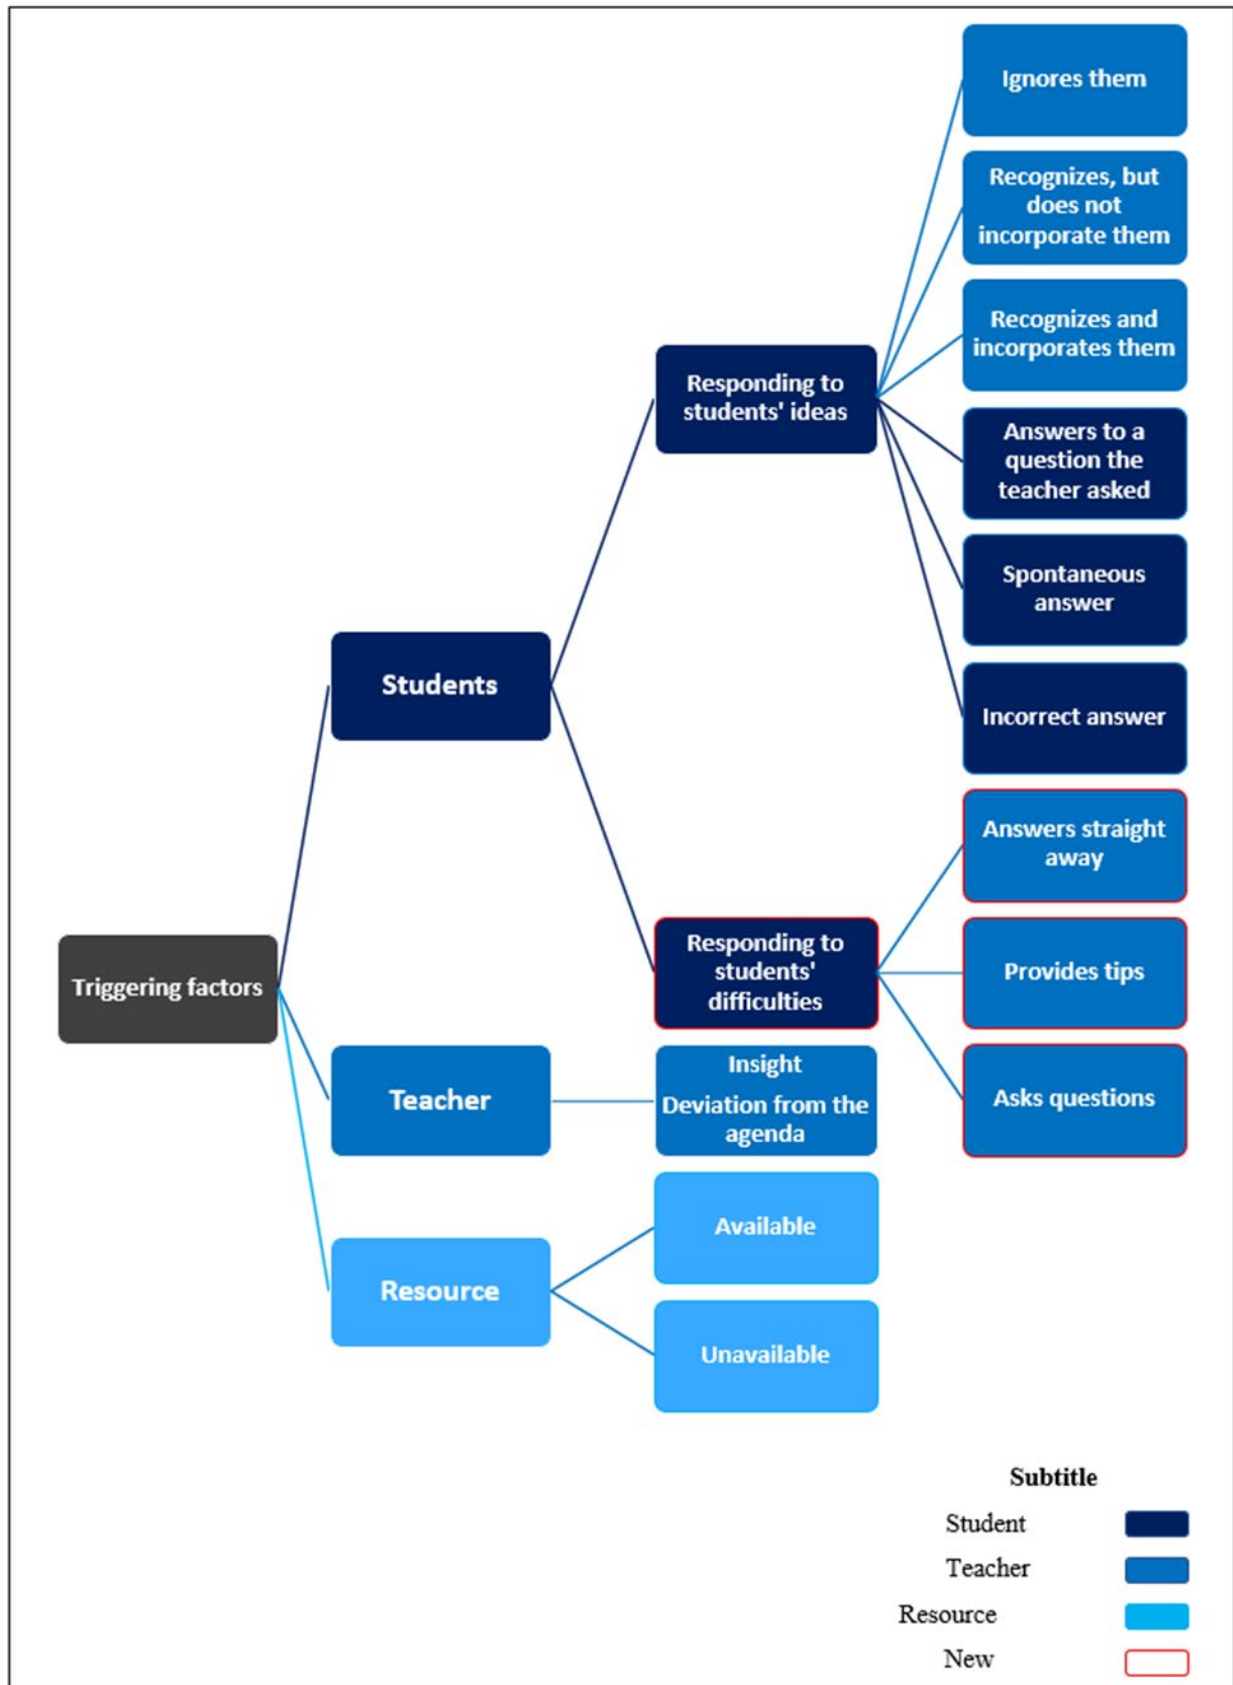 Ignores them
Recognizes, but
does not
incorporate them
Recognizes and
incorporates them
Responding to
students' ideas
Answers to a
question the
teacher asked
Spontaneous
answer
Students
Incorrect answer
Answers straight
away
Triggering factors
Responding to
students'
difficulties
Provides tips
Teacher
Insight
Deviation from the
agenda
Asks questions
Resource
Available
Unavailable
Subtitle
Student
Teacher
Resource
New